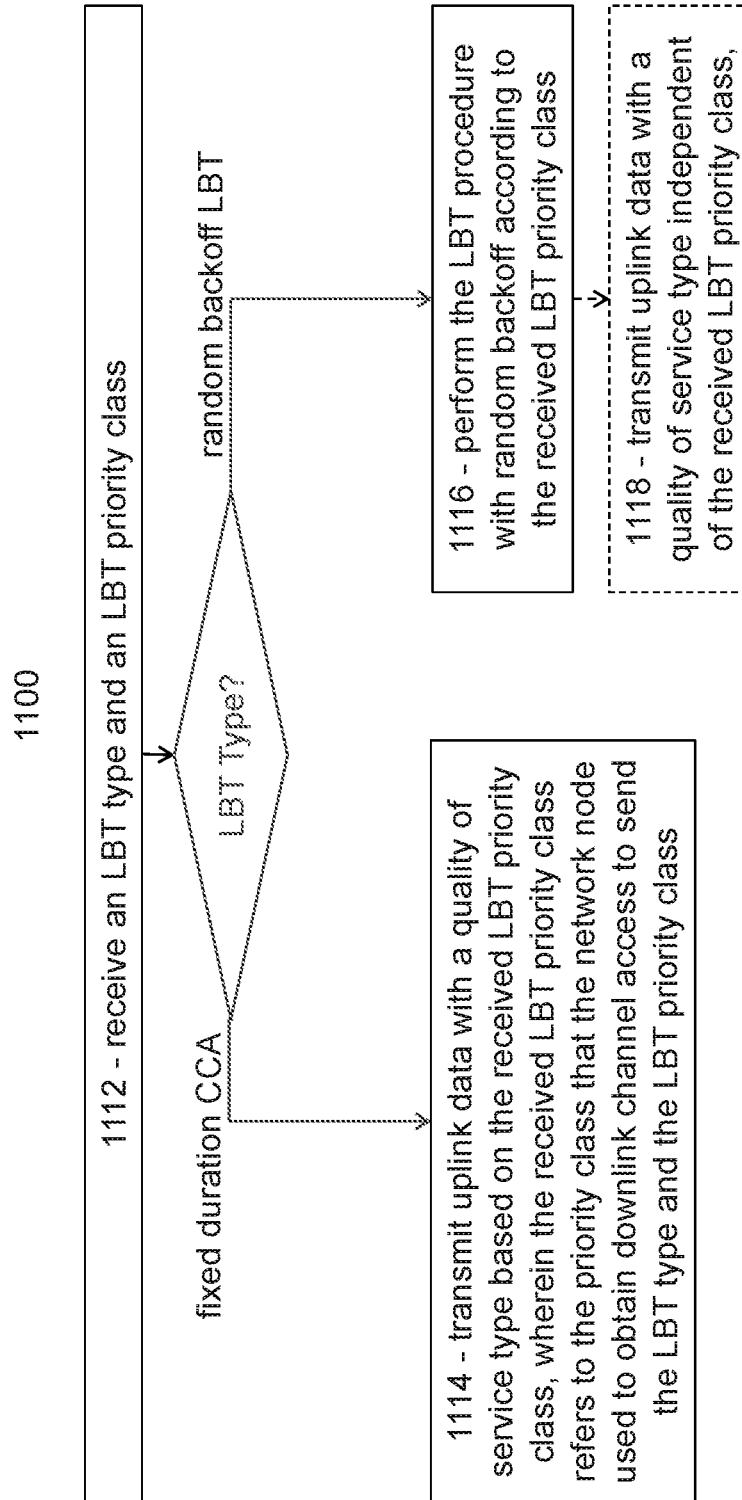 1100
1112 - receive an LBT type and an LBT priority class
LBT Type?
fixed duration CCA
random backoff LBT
1114 - transmit uplink data with a quality of
service type based on the received LBT priority
class, wherein the received LBT priority class
refers to the priority class that the network node
used to obtain downlink channel access to send
the LBT type and the LBT priority class
1116 - perform the LBT procedure
with random backoff according to
the received LBT priority class
1118 - transmit uplink data with a
quality of service type independent
of the received LBT priority class,